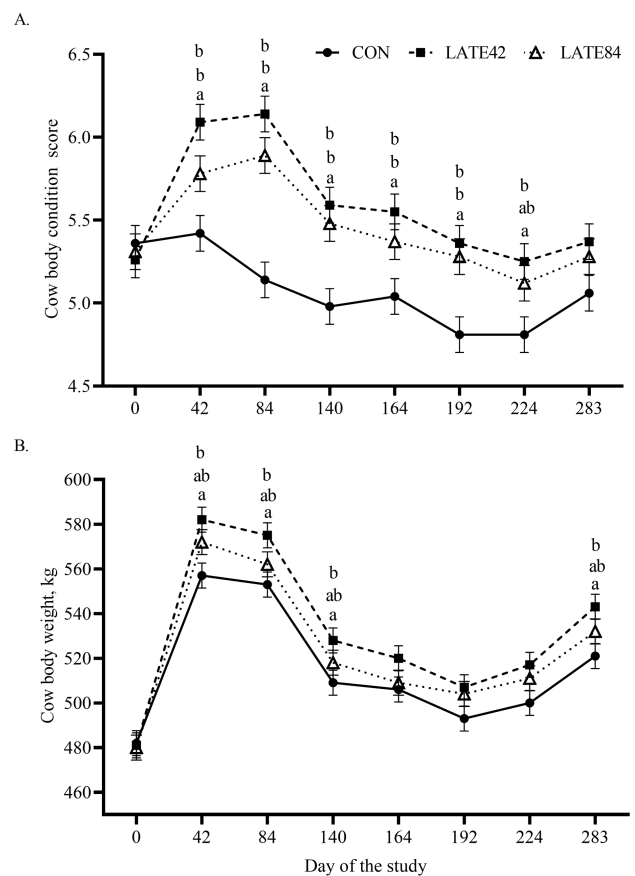 A.
CON LATE42 LATE84
6.5
6.0
5.5
5.0
4.5
Cow body condition score
b b b b b b
b b b b b ab
a a a a a a
0 42 84 140 164 192 224 283
B.
600
580
560
540
520
500
480
460
Cow body weight, kg
b b b b
ab ab ab ab
a a a a
0 42 84 140 164 192 224 283
Day of the study